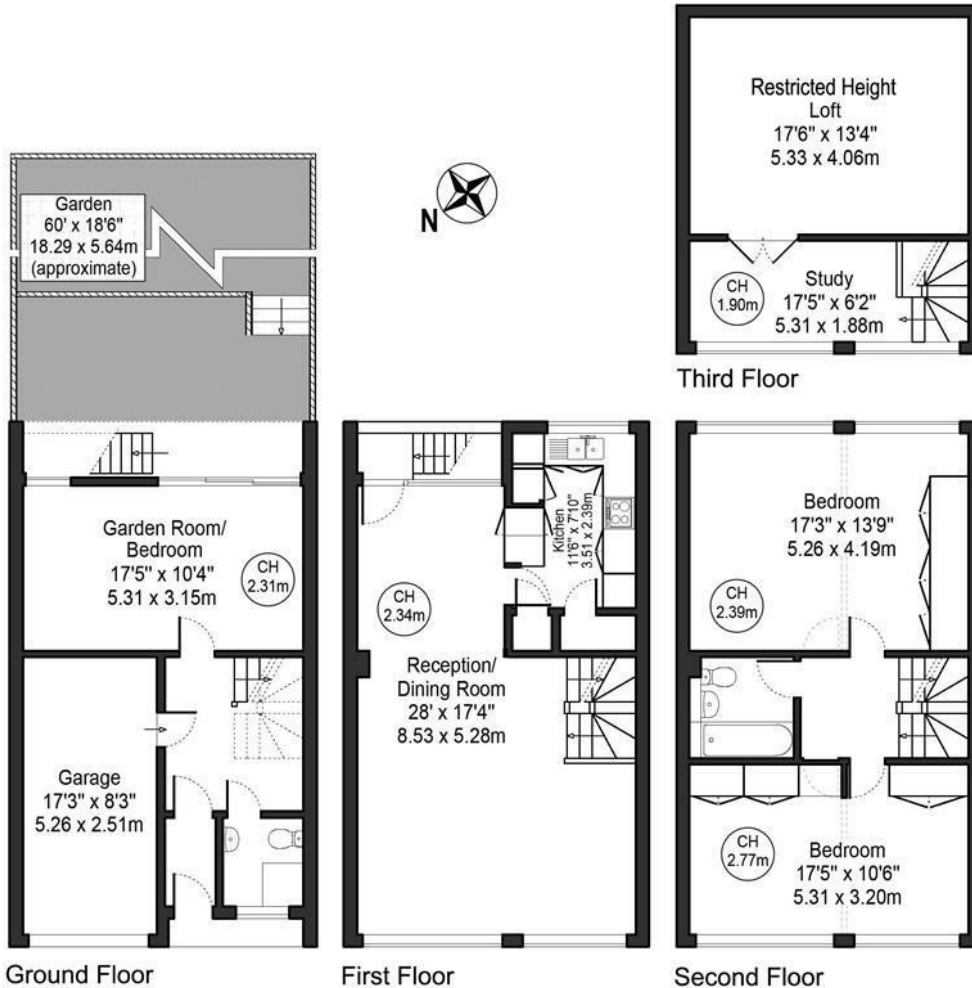 Restricted Height
Loft
17'6" x 13'4"
5.33 x 4.06m
CH
1.90m
Study
17'5" x 6'2"
5.31 x 1.88m
Third Floor
N
Garden
60' x 18'6"
18.29 x 5.64m
(approximate)
Garden Room/
Bedroom
17'5" x 10'4"
5.31 x 3.15m
CH
2.31m
Garage
17'3" x 8'3"
5.26 x 2.51m
Ground Floor
Kitchen
11'6" x 7'10"
3.51 x 2.39m
CH
2.34m
Reception/
Dining Room
28' x 17'4"
8.53 x 5.28m
First Floor
Bedroom
17'3" x 13'9"
5.26 x 4.19m
CH
2.39m
CH
2.77m
Bedroom
17'5" x 10'6"
5.31 x 3.20m
Second Floor